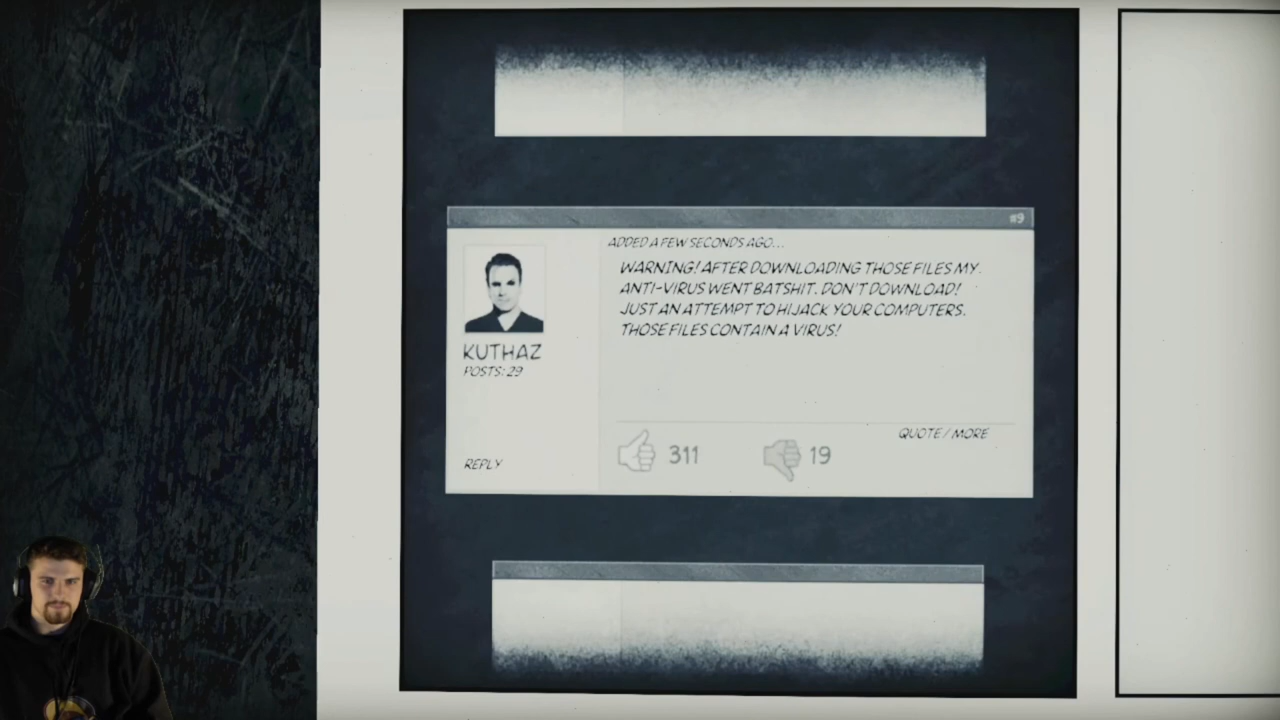 #9
ADDED A FEW SECONDS AGO...
WARNING! AFTER DOWNLOADING THOSE FILES MY
ANTI-VIRUS WENT BATSHIT. DON'T DOWNLOAD!
JUST AN ATTEMPT TO HIJACK YOUR COMPUTERS.
THOSE FILES CONTAIN A VIRUS!
KUTHAZ
POSTS: 29
QUOTE / MORE
REPLY
311
19